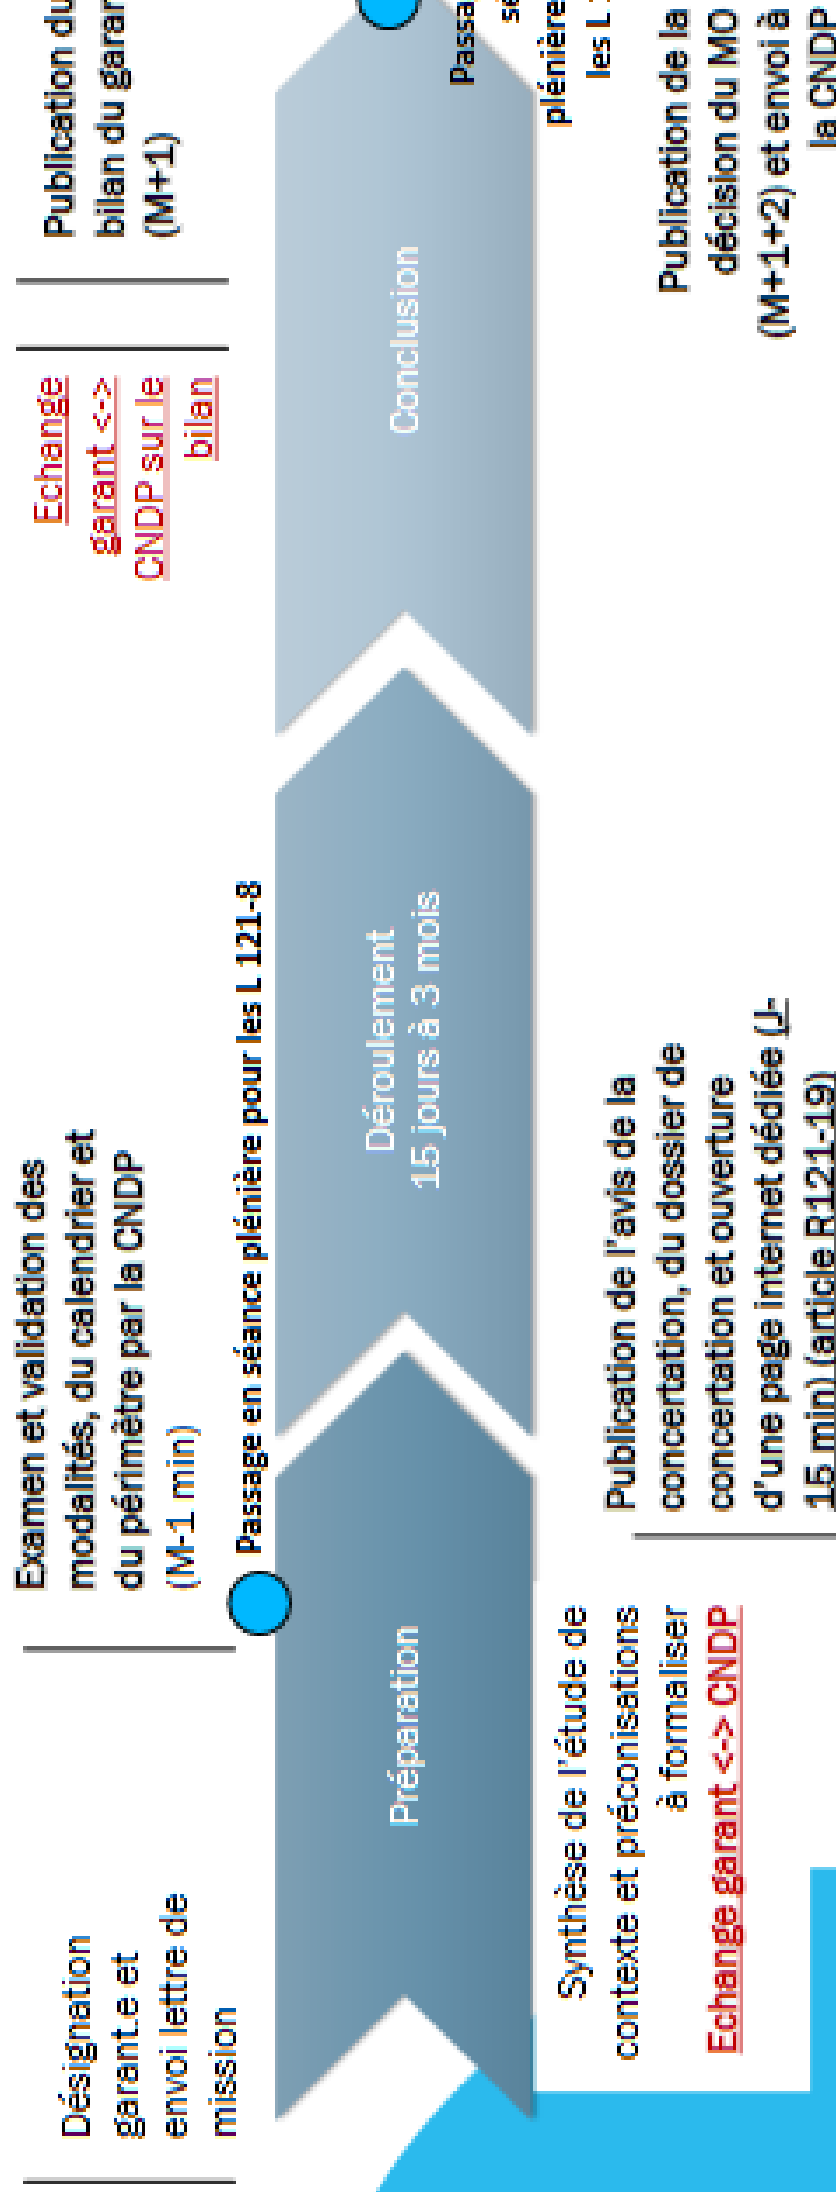 Désignation
garant.e et
envoi lettre de
mission
Examen et validation des
modalités, du calendrier et
du périmètre par la CNDP
(M-1 min)
Passage en séance plénière pour les L 121-8
Echange
garant <->
CNDP sur le
bilan
Publication du
bilan du garan
(M+1)
Préparation
Déroulement
15 jours à 3 mois
Conclusion
Synthèse de l'étude de
contexte et préconisations
à formaliser
Echange garant <-> CNDP
Publication de l'avis de la
concertation, du dossier de
concertation et ouverture
d'une page internet dédiée (J-
15 min) (article R121-19)
Passa
sé
plénière
les L
Publication de la
décision du MO
(M+1+2) et envoi à
la CNDP